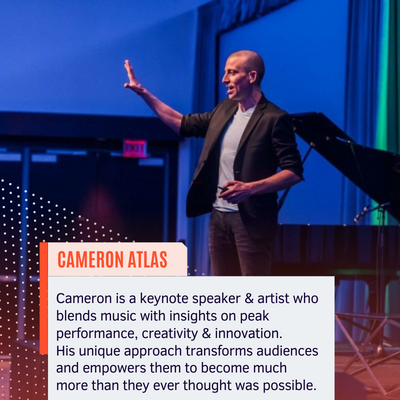 EXIT
CAMERON ATLAS
Cameron is a keynote speaker & artist who
blends music with insights on peak
performance, creativity & innovation.
His unique approach transforms audiences
and empowers them to become much
more than they ever thought was possible.